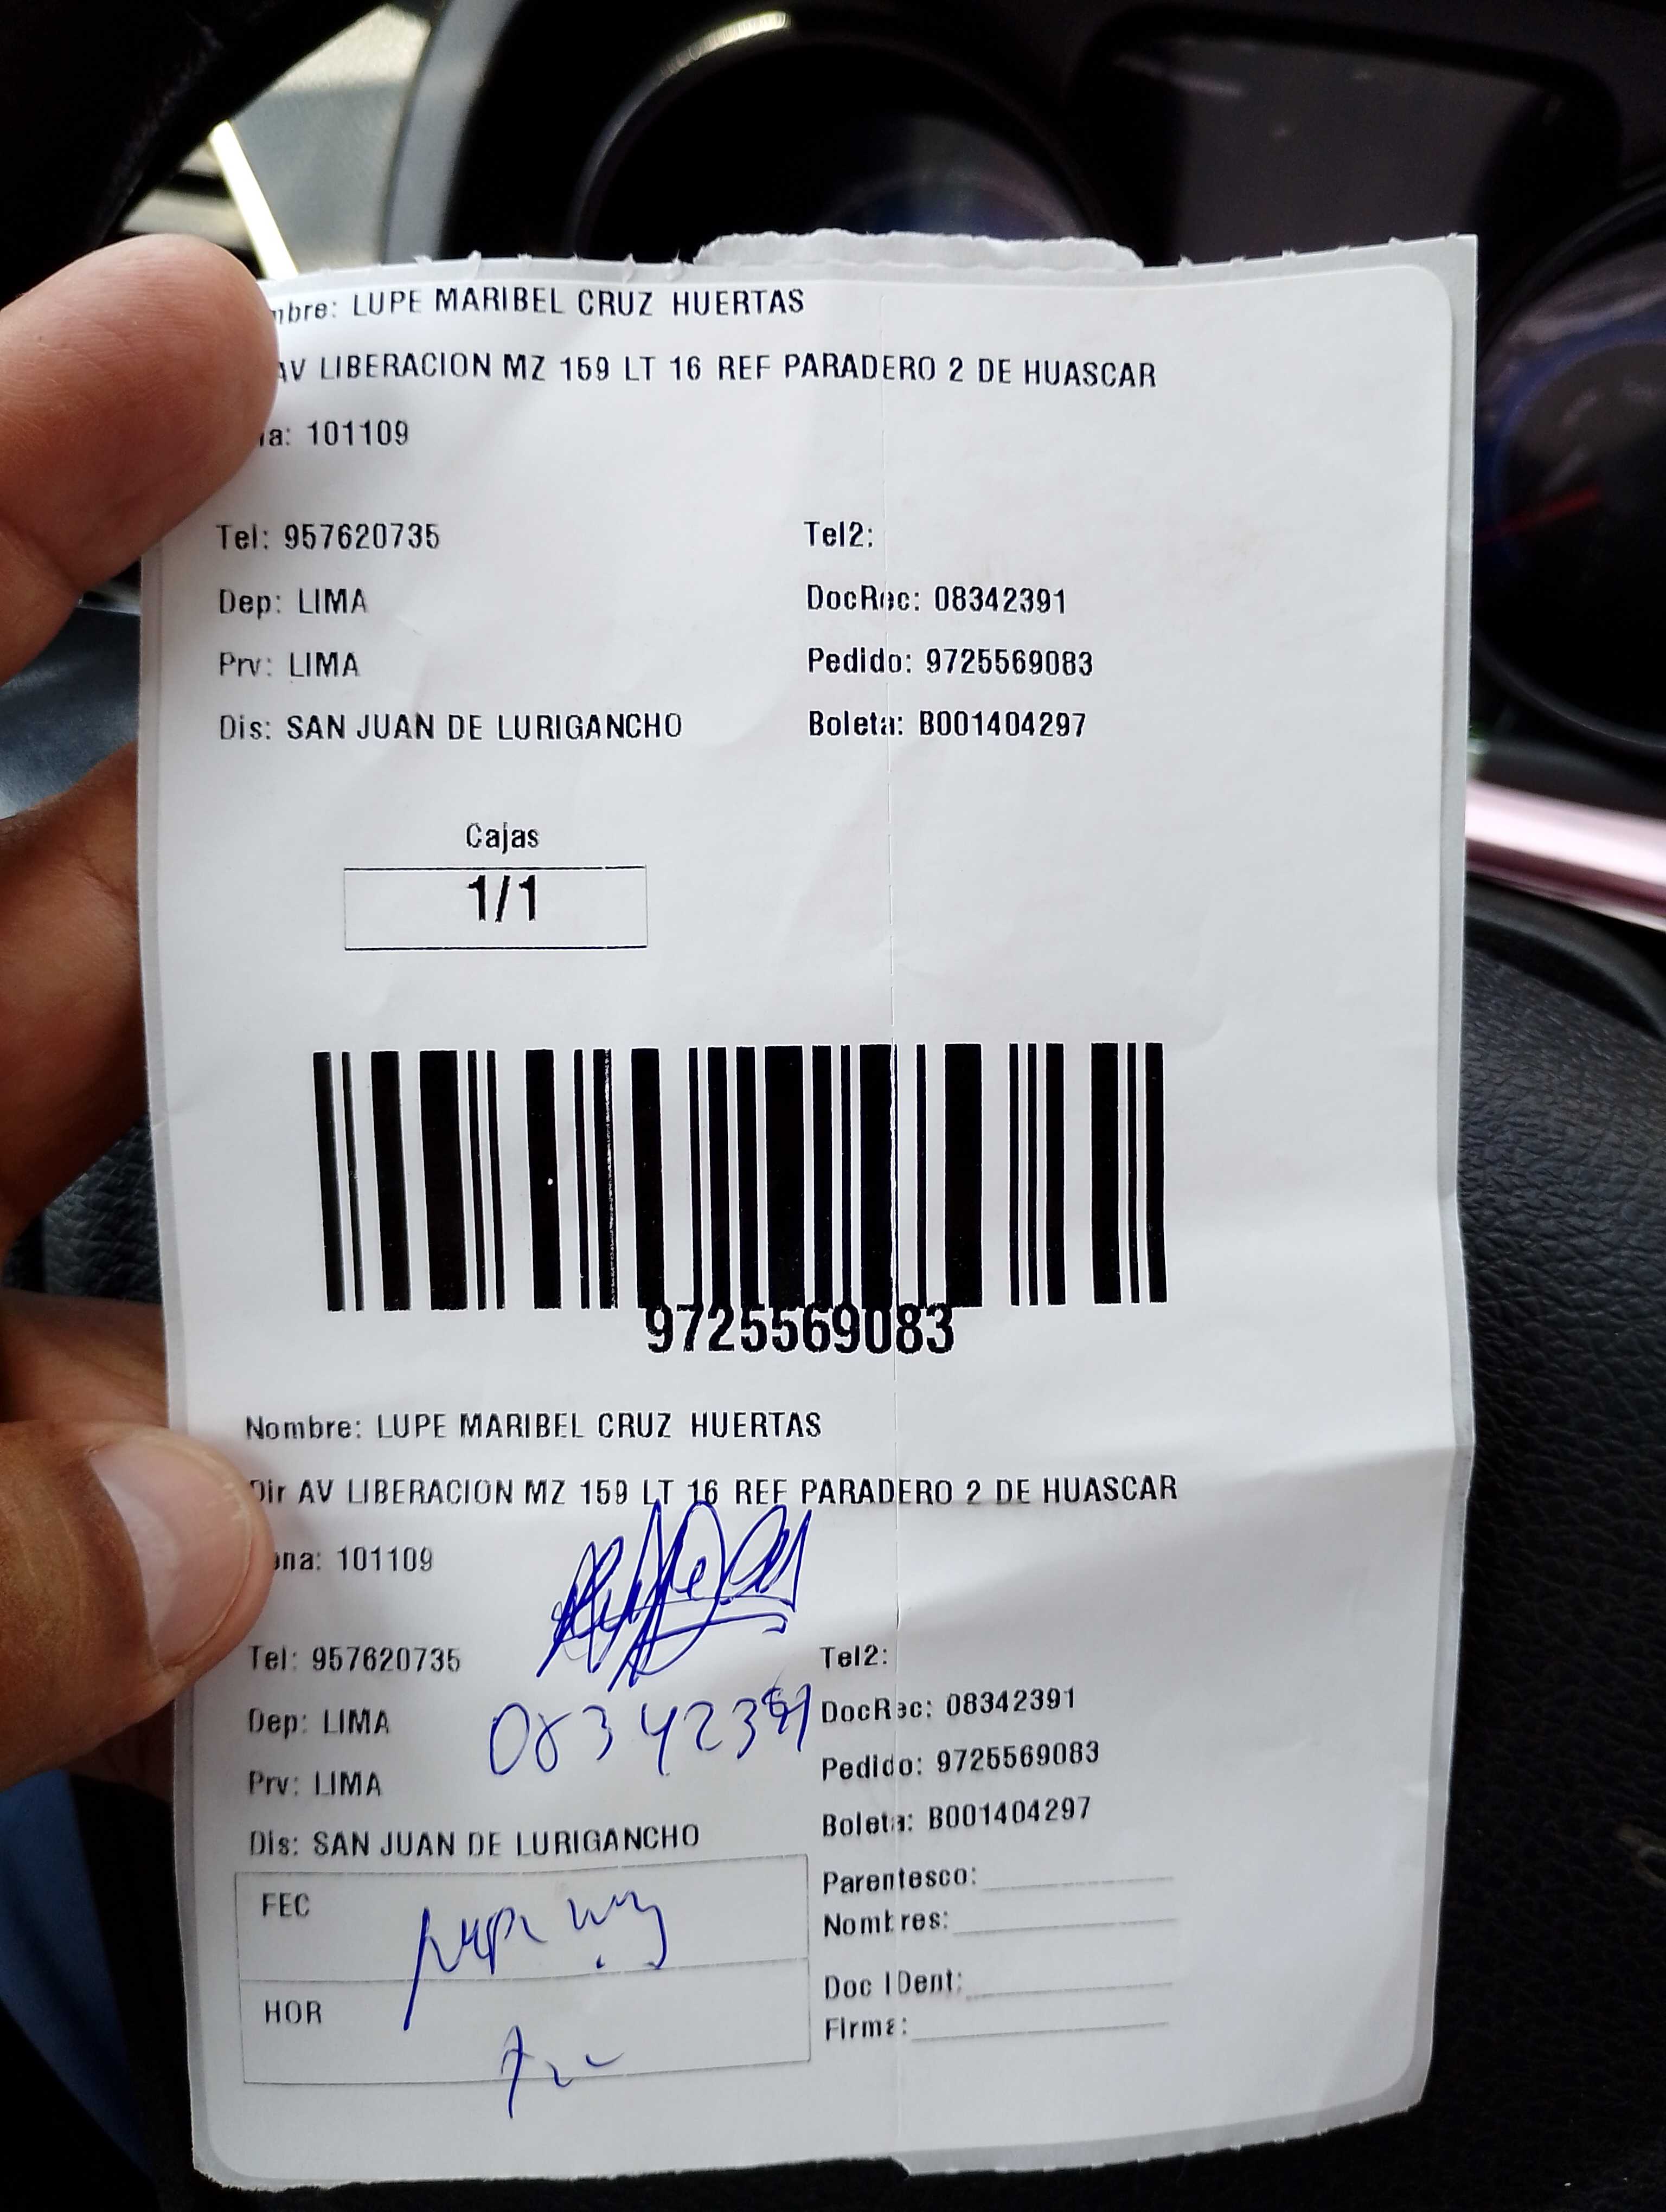 mbre: LUPE MARIBEL CRUZ HUERTAS
AV LIBERACION MZ 159 LT 16 REF PARADERO 2 DE HUASCAR
na: 101109
Tel: 957620735
Tel2:
Dep: LIMA
DocRec: 08342391
Prv: LIMA
Pedido: 9725569083
Dis: SAN JUAN DE LURIGANCHO
Boleta: B001404297
Cajas
1/1
9725569083
Nombre: LUPE MARIBEL CRUZ HUERTAS
Dir AV LIBERACION MZ 159 LT 16 REF PARADERO 2 DE HUASCAR
ona: 101109
Tel: 957620735
Tel2:
Dep: LIMA
08342391
DocRec: 08342391
Prv: LIMA
Pedido: 9725569083
Dis: SAN JUAN DE LURIGANCHO
Boleta: B001404297
FEC
Parentesco:
Nombres:
HOR
Doc IDent:
Firma: